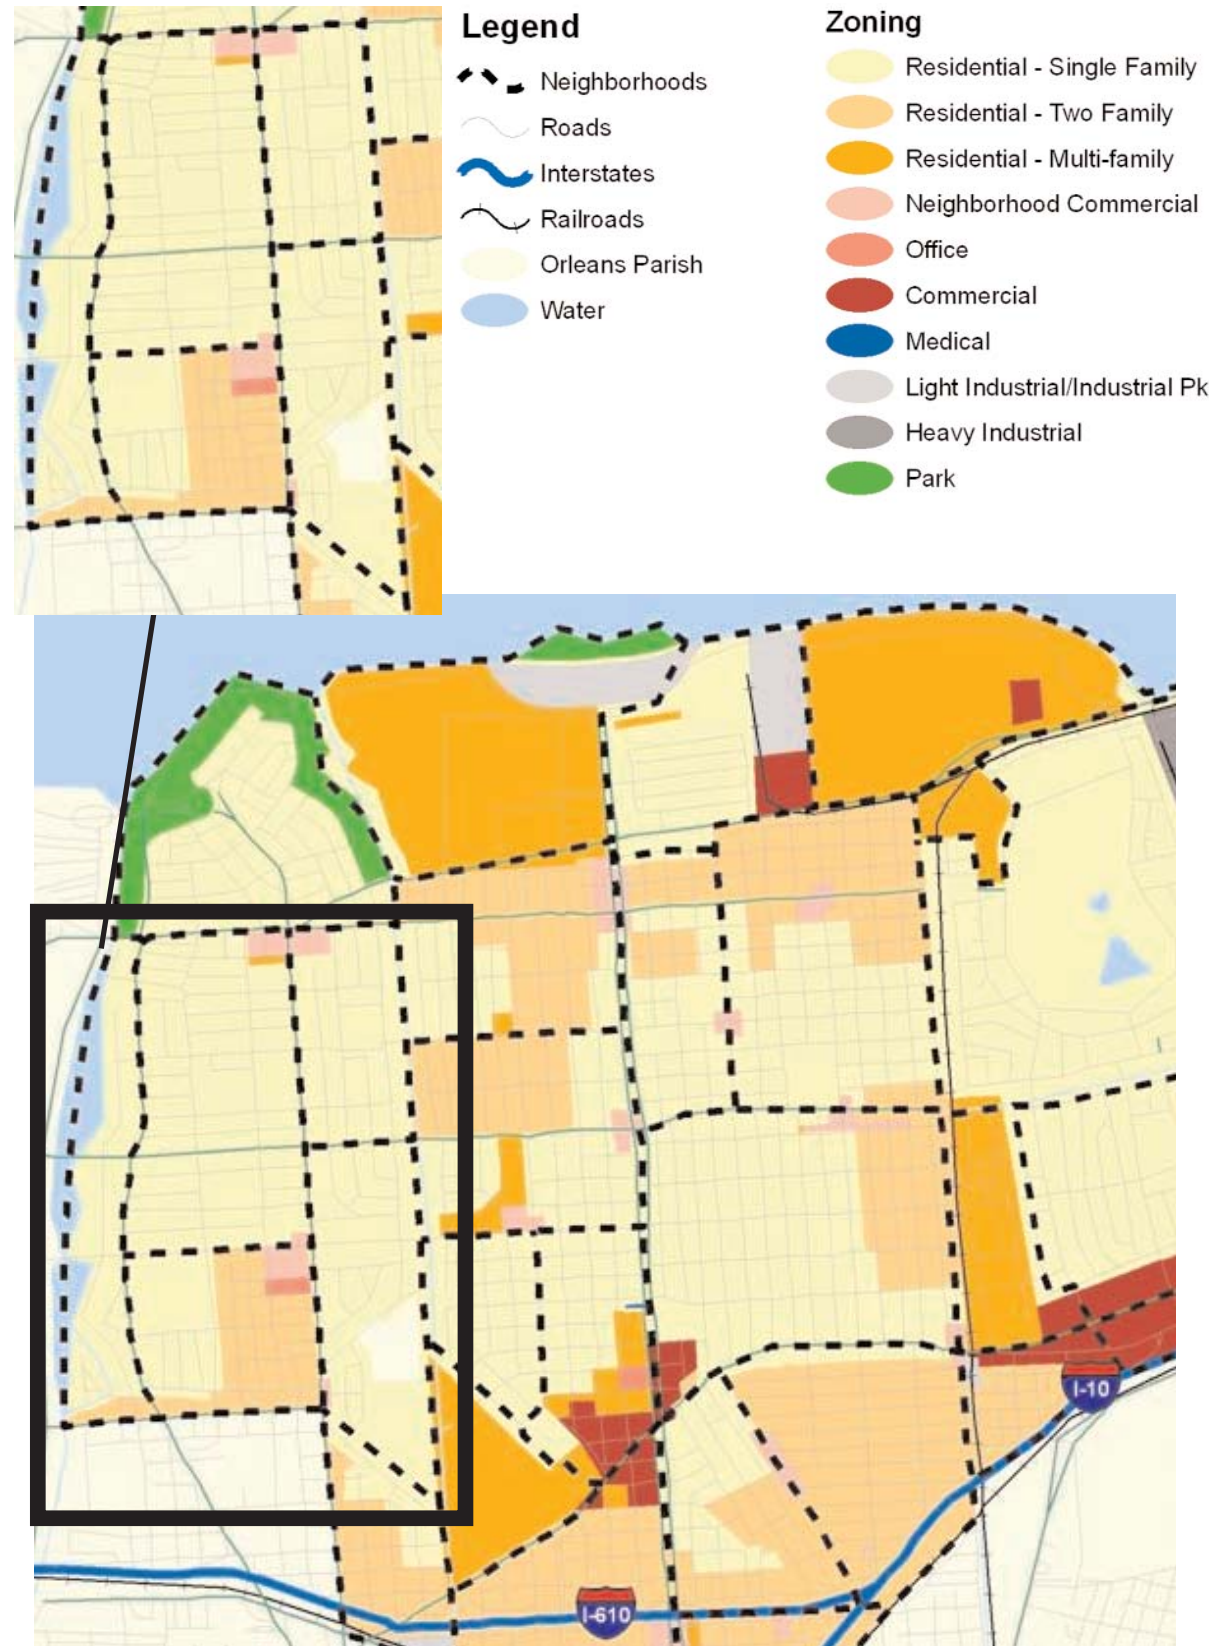 Legend
Neighborhoods
Roads
Interstates
Railroads
Orleans Parish
Water
Zoning
Residential - Single Family
Residential - Two Family
Residential - Multi-family
Neighborhood Commercial
Office
Commercial
Medical
Light Industrial/Industrial Pk
Heavy Industrial
Park
I-10
I-610